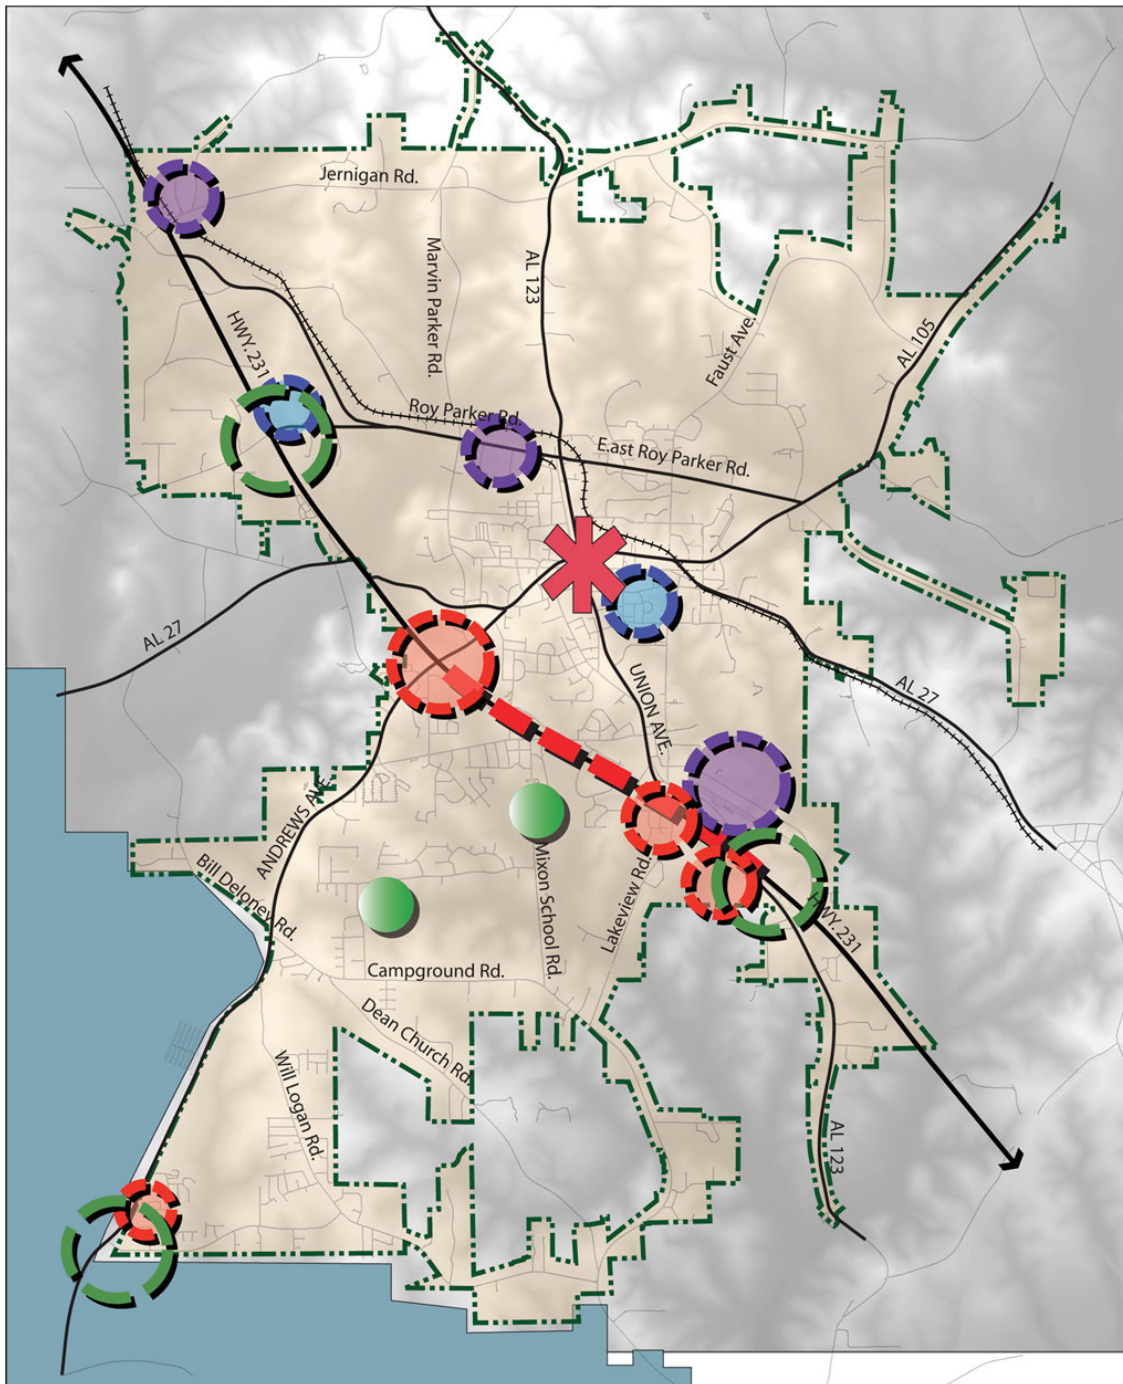 Jernigan Rd.
Marvin Parker Rd.
AL 123
HWY.231
Faust Ave.
AL 105
Roy Parker Rd.
E.ast Roy Parker Rd.
AL 27
UNION AVE.
AL 27
ANDREWS AVE.
Bill Deloney Rd.
Mixon School Rd.
Lakeview Rd.
HWY.231
Campground Rd.
Dean Church Rd.
Will Logan Rd.
AL 123